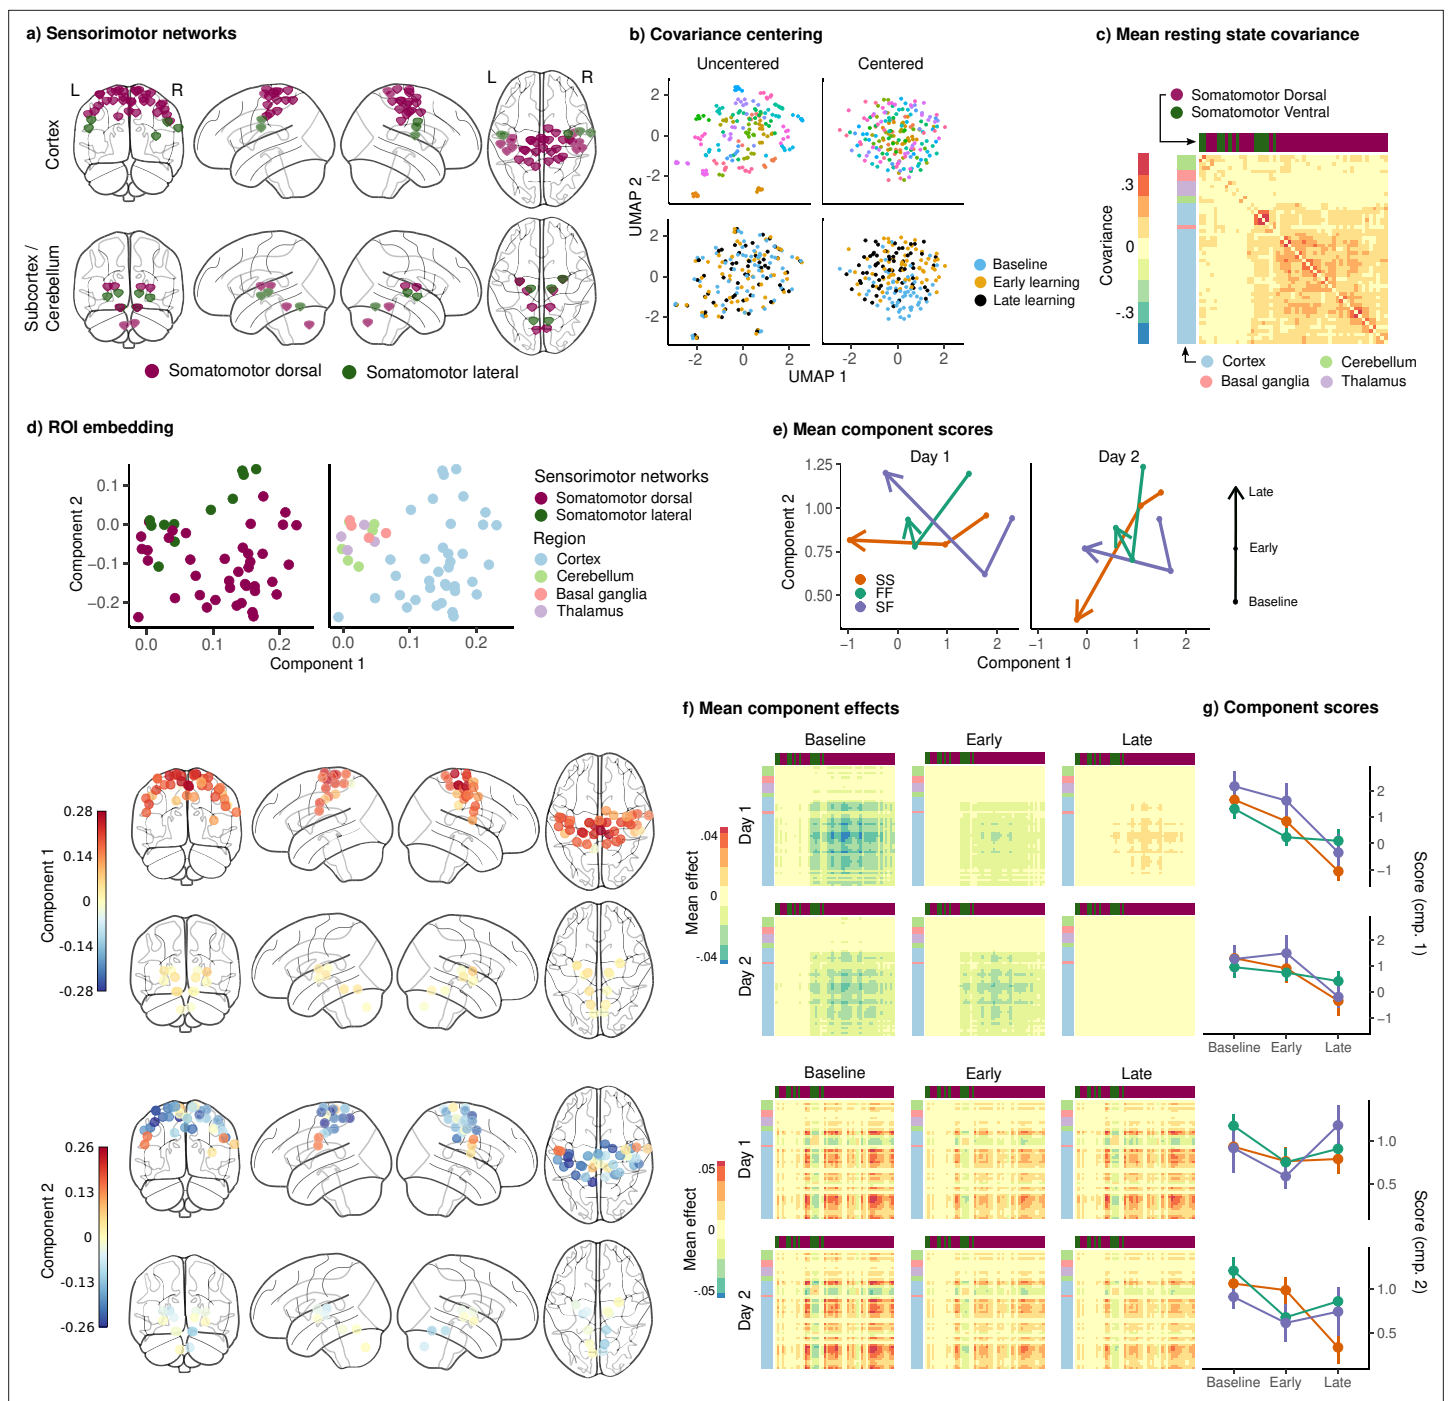 a) Sensorimotor networks
L
R
L
R
Cortex
Subcortex /
Cerebellum
Somatomotor dorsal
Somatomotor lateral
b) Covariance centering
Uncentered
Centered
2
0
-2
2
0
-2
UMAP 2
-2
0
2
-2
0
2
UMAP 1
Baseline
Early learning
Late learning
c) Mean resting state covariance
Somatomotor Dorsal
Somatomotor Ventral
Covariance
.3
0
-.3
Cortex
Cerebellum
Basal ganglia
Thalamus
d) ROI embedding
Component 2
0.1
0.0
−0.1
−0.2
0.0
0.1
0.2
0.0
0.1
0.2
Component 1
Sensorimotor networks
Somatomotor dorsal
Somatomotor lateral
Region
Cortex
Cerebellum
Basal ganglia
Thalamus
e) Mean component scores
Day 1
Day 2
Component 2
1.25
1.00
0.75
0.50
SS
FF
SF
−1
0
1
2
−1
0
1
2
Component 1
Late
Early
Baseline
f) Mean component effects
g) Component scores
Component 1
0.28
0.14
0
-0.14
-0.28
Baseline
Early
Late
Mean effect
.04
0
-.04
Day 1
Day 2
2
1
0
−1
2
1
0
−1
Score (cmp. 1)
Baseline
Early
Late
Component 2
0.26
0.13
0
-0.13
-0.26
Baseline
Early
Late
Mean effect
.05
0
-.05
Day 1
Day 2
1.0
0.5
1.0
0.5
Score (cmp. 2)
Baseline
Early
Late